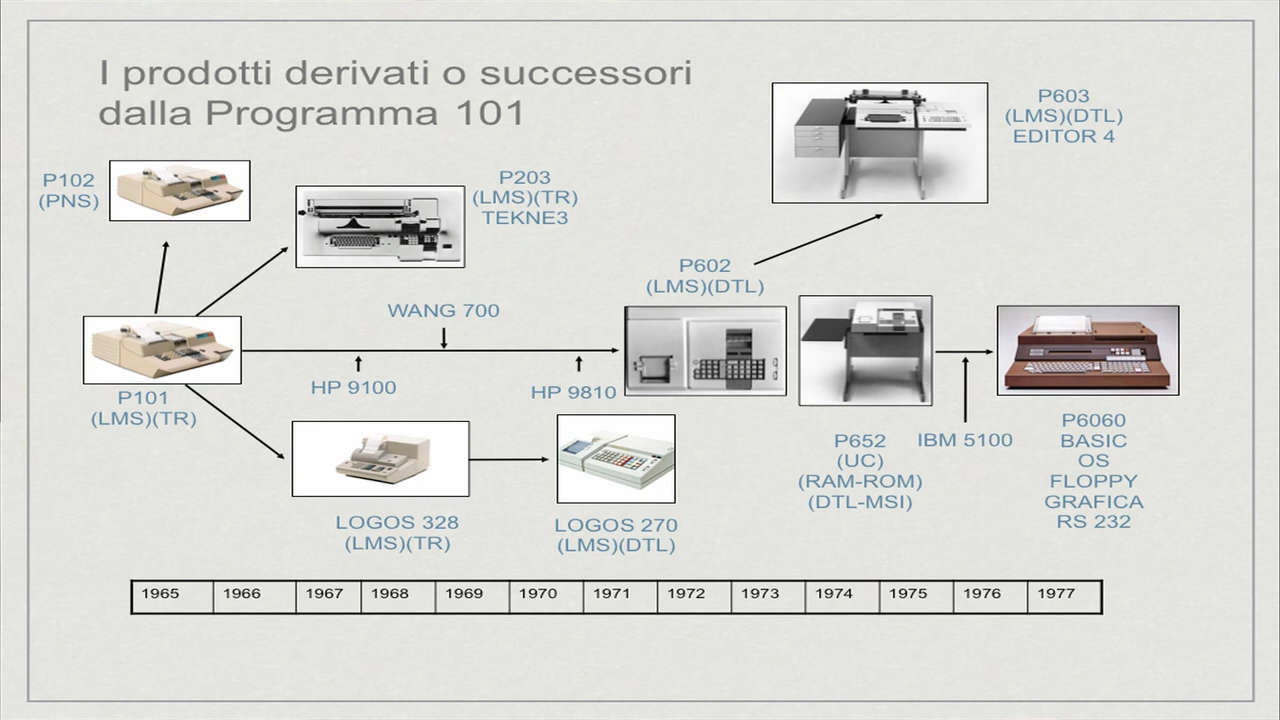 I prodotti derivati o successori
dalla Programma 101
P603
(LMS)(DTL)
EDITOR 4
P102
(PNS)
P203
(LMS)(TR)
TEKNE3
P602
(LMS)(DTL)
WANG 700
HP 9100
HP 9810
P101
(LMS)(TR)
P652
(UC)
(RAM-ROM)
(DTL-MSI)
IBM 5100
P6060
BASIC
OS
FLOPPY
GRAFICA
RS 232
LOGOS 328
(LMS)(TR)
LOGOS 270
(LMS)(DTL)
1965 1966 1967 1968 1969 1970 1971 1972 1973 1974 1975 1976 1977